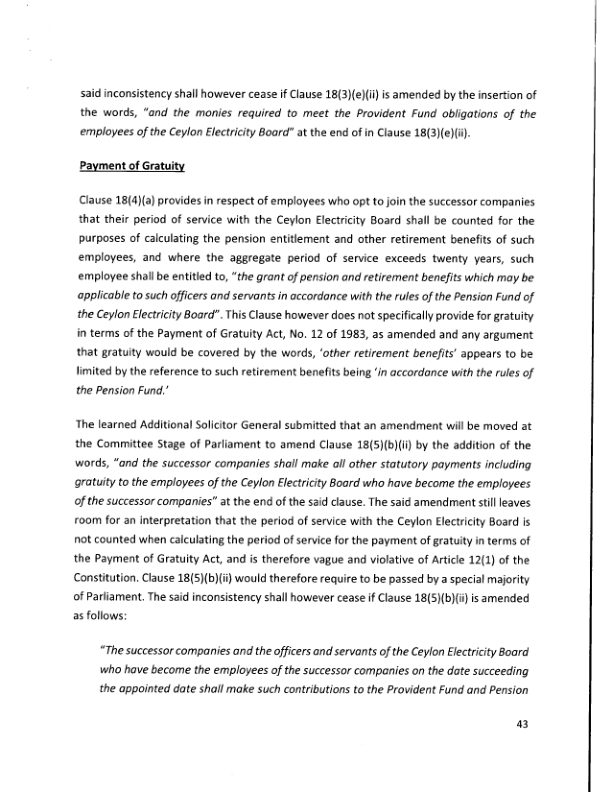 said inconsistency shall however cease if Clause 18(3)(e)(ii) is amended by the insertion of
the words, "and the monies required to meet the Provident Fund obligations of the
employees of the Ceylon Electricity Board" at the end of in Clause 18(3)(e)(ii).
Payment of Gratuity
Clause 18(4)(a) provides in respect of employees who opt to join the successor companies
that their period of service with the Ceylon Electricity Board shall be counted for the
purposes of calculating the pension entitlement and other retirement benefits of such
employees, and where the aggregate period of service exceeds twenty years, such
employee shall be entitled to, "the grant of pension and retirement benefits which may be
applicable to such officers and servants in accordance with the rules of the Pension Fund of
the Ceylon Electricity Board". This Clause however does not specifically provide for gratuity
in terms of the Payment of Gratuity Act, No. 12 of 1983, as amended and any argument
that gratuity would be covered by the words, 'other retirement benefits' appears to be
limited by the reference to such retirement benefits being 'in accordance with the rules of
the Pension Fund.'
The learned Additional Solicitor General submitted that an amendment will be moved at
the Committee Stage of Parliament to amend Clause 18(5)(b)(ii) by the addition of the
words, "and the successor companies shall make all other statutory payments including
gratuity to the employees of the Ceylon Electricity Board who have become the employees
of the successor companies" at the end of the said clause. The said amendment still leaves
room for an interpretation that the period of service with the Ceylon Electricity Board is
not counted when calculating the period of service for the payment of gratuity in terms of
the Payment of Gratuity Act, and is therefore vague and violative of Article 12(1) of the
Constitution. Clause 18(5)(b)(ii) would therefore require to be passed by a special majority
of Parliament. The said inconsistency shall however cease if Clause 18(5)(b)(ii) is amended
as follows:
"The successor companies and the officers and servants of the Ceylon Electricity Board
who have become the employees of the successor companies on the date succeeding
the appointed date shall make such contributions to the Provident Fund and Pension
43